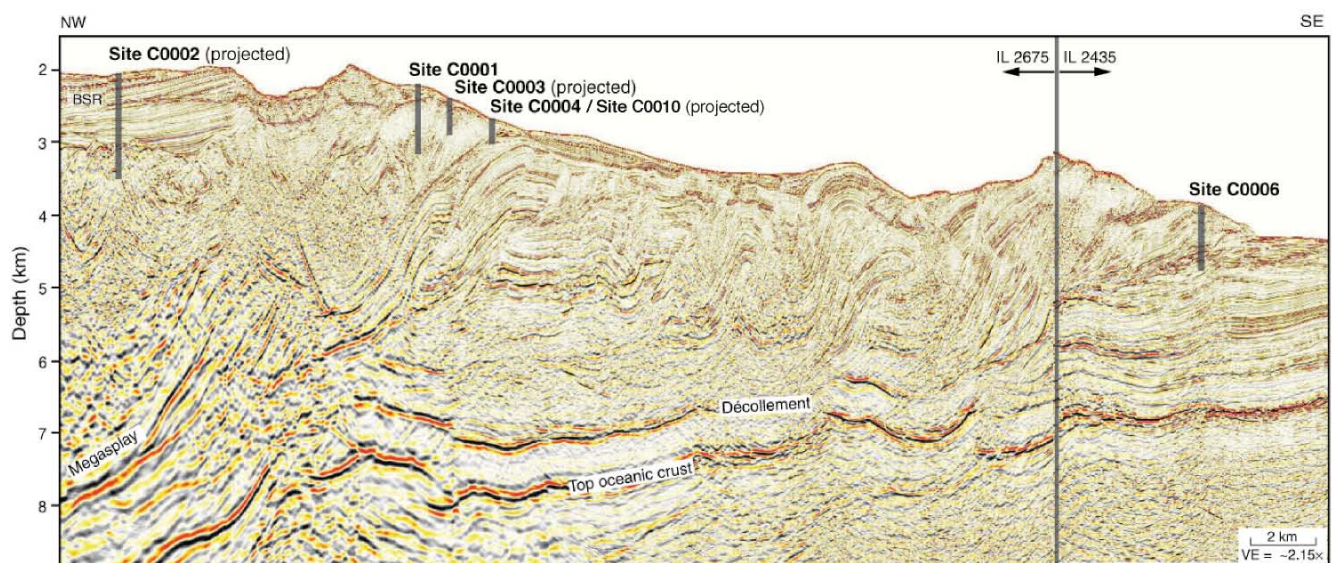 NW
SE
Site C0002 (projected)
IL 2675
IL 2435
Site C0001
Site C0003 (projected)
Site C0004 / Site C0010 (projected)
BSR
Site C0006
Depth (km)
2
3
4
5
6
7
8
Décollement
Megasplay
Top oceanic crust
2 km
VE = ~2.15×